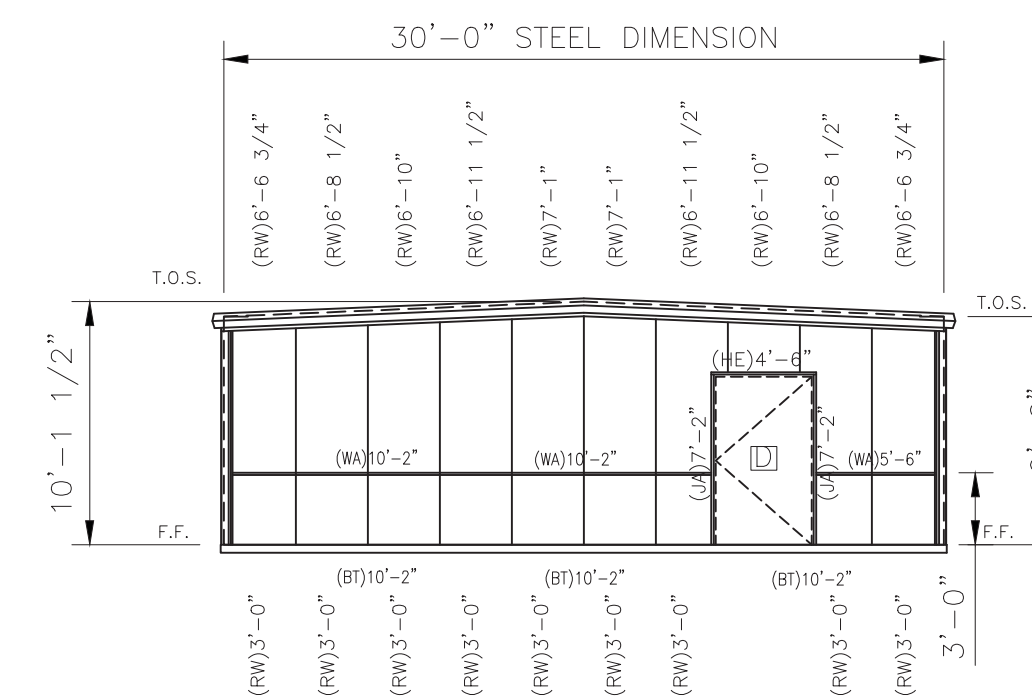 30'-0" STEEL DIMENSION
(RW)6'-6 3/4"
(RW)6'-8 1/2"
(RW)6'-10"
(RW)6'-11 1/2"
(RW)7'-1"
(RW)7'-1"
(RW)6'-11 1/2"
(RW)6'-10"
(RW)6'-8 1/2"
(RW)6'-6 3/4"
T.O.S.
T.O.S.
10'-1 1/2"
(HE)4'-6"
(JA)7'-2"
(JA)7'-2"
(WA)10'-2"
(WA)10'-2"
D
(WA)5'-6"
F.F.
F.F.
(BT)10'-2"
(BT)10'-2"
(BT)10'-2"
(RW)3'-0"
(RW)3'-0"
(RW)3'-0"
(RW)3'-0"
(RW)3'-0"
(RW)3'-0"
(RW)3'-0"
(RW)3'-0"
(RW)3'-0"
3'-0"